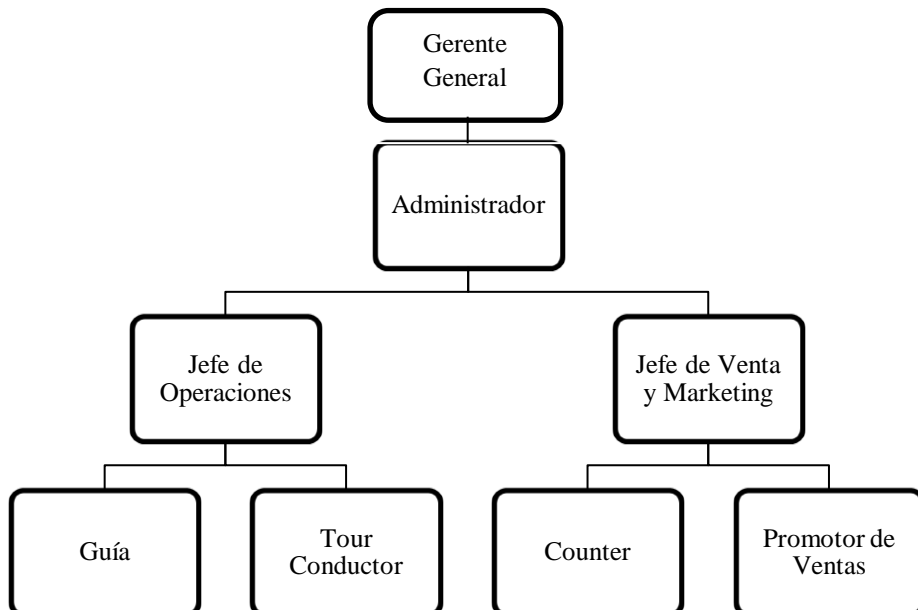 Gerente
General
Administrador
Jefe de
Operaciones
Jefe de Venta
y Marketing
Guía
Tour
Conductor
Counter
Promotor de
Ventas